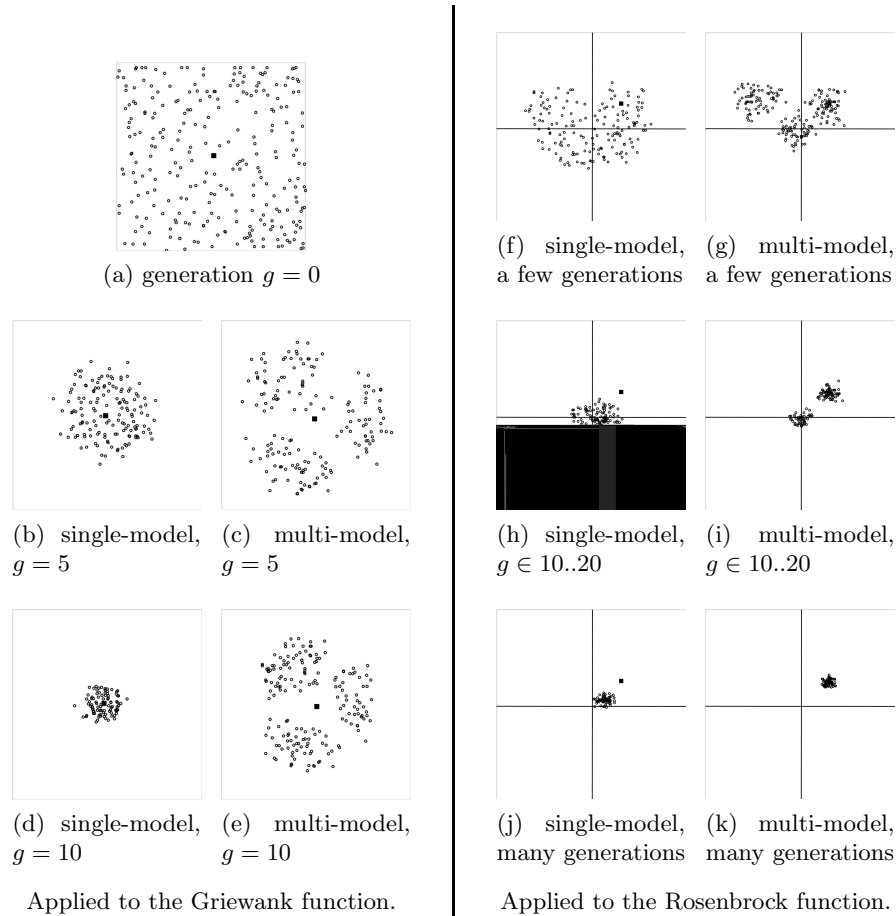 (a) generation g = 0
(b) single-model,
g = 5
(c) multi-model,
g = 5
(d) single-model,
g = 10
(e) multi-model,
g = 10
Applied to the Griewank function.
(f) single-model,
a few generations
(g) multi-model,
a few generations
(h) single-model,
g ∈ 10..20
(i) multi-model,
g ∈ 10..20
(j) single-model,
many generations
(k) multi-model,
many generations
Applied to the Rosenbrock function.